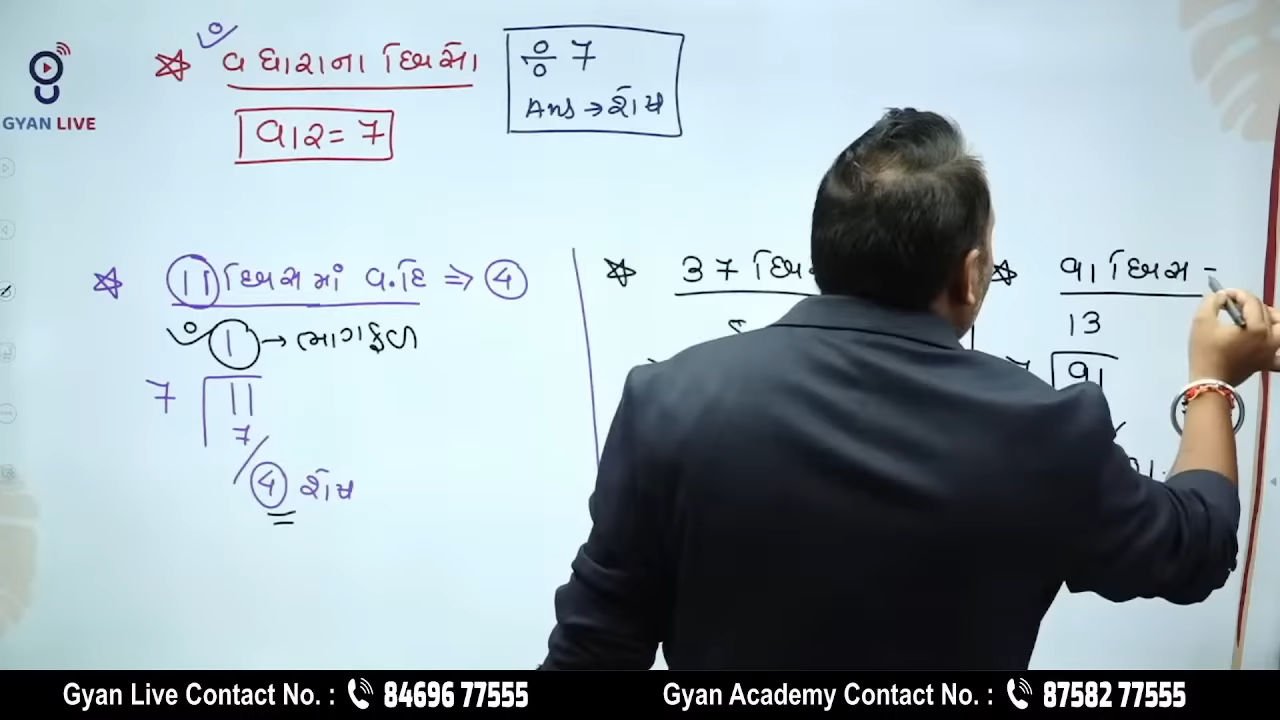 GYAN LIVE
વધારાના દિવસો
વાર = 7
÷ 7
Ans → શેષ
11 દિવસમાં વ.દિ ⇒ 4
1 → ભાગફળ
7 11
7
4 શેષ
37
91 દિવસ -
13
91
Gyan Live Contact No. : 84696 77555
Gyan Academy Contact No. : 87582 77555